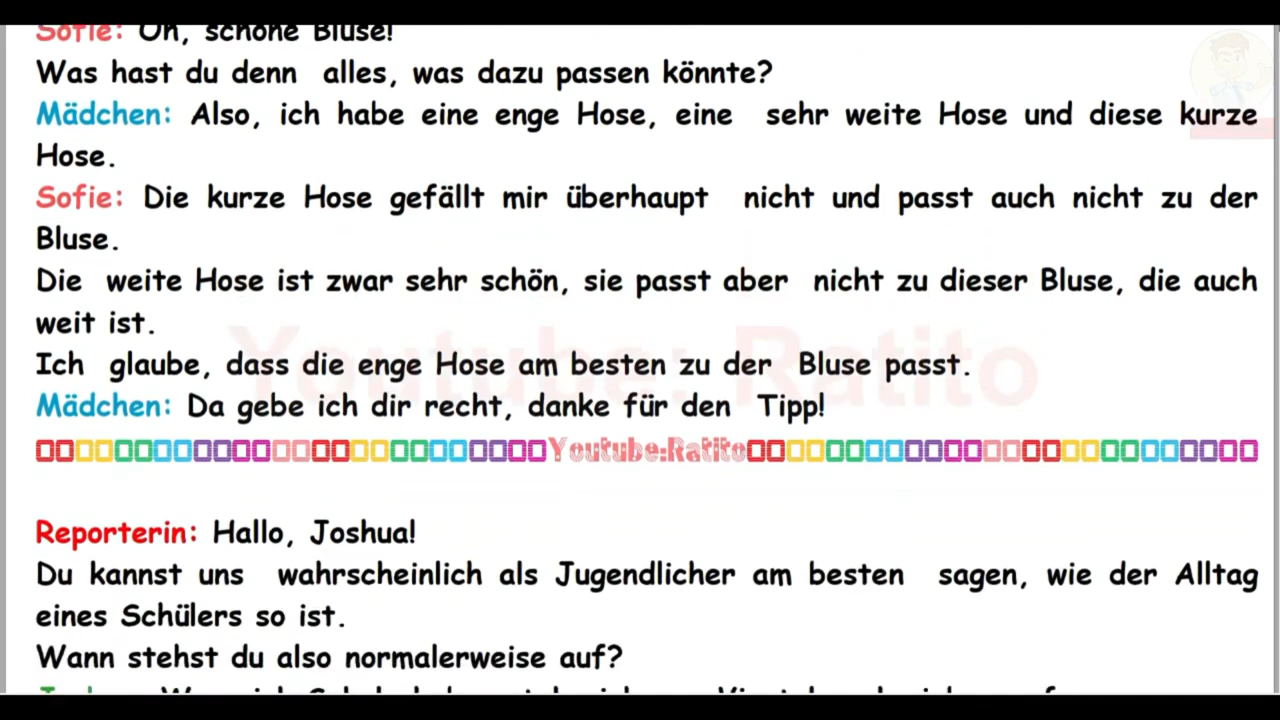 Sofie: Oh, schöne Bluse!
Was hast du denn alles, was dazu passen könnte?
Mädchen: Also, ich habe eine enge Hose, eine sehr weite Hose und diese kurze
Hose.
Sofie: Die kurze Hose gefällt mir überhaupt nicht und passt auch nicht zu der
Bluse.
Die weite Hose ist zwar sehr schön, sie passt aber nicht zu dieser Bluse, die auch
weit ist.
Ich glaube, dass die enge Hose am besten zu der Bluse passt.
Youtube: Ratito
Mädchen: Da gebe ich dir recht, danke für den Tipp!
Youtube:Ratito
Reporterin: Hallo, Joshua!
Du kannst uns wahrscheinlich als Jugendlicher am besten sagen, wie der Alltag
eines Schülers so ist.
Wann stehst du also normalerweise auf?